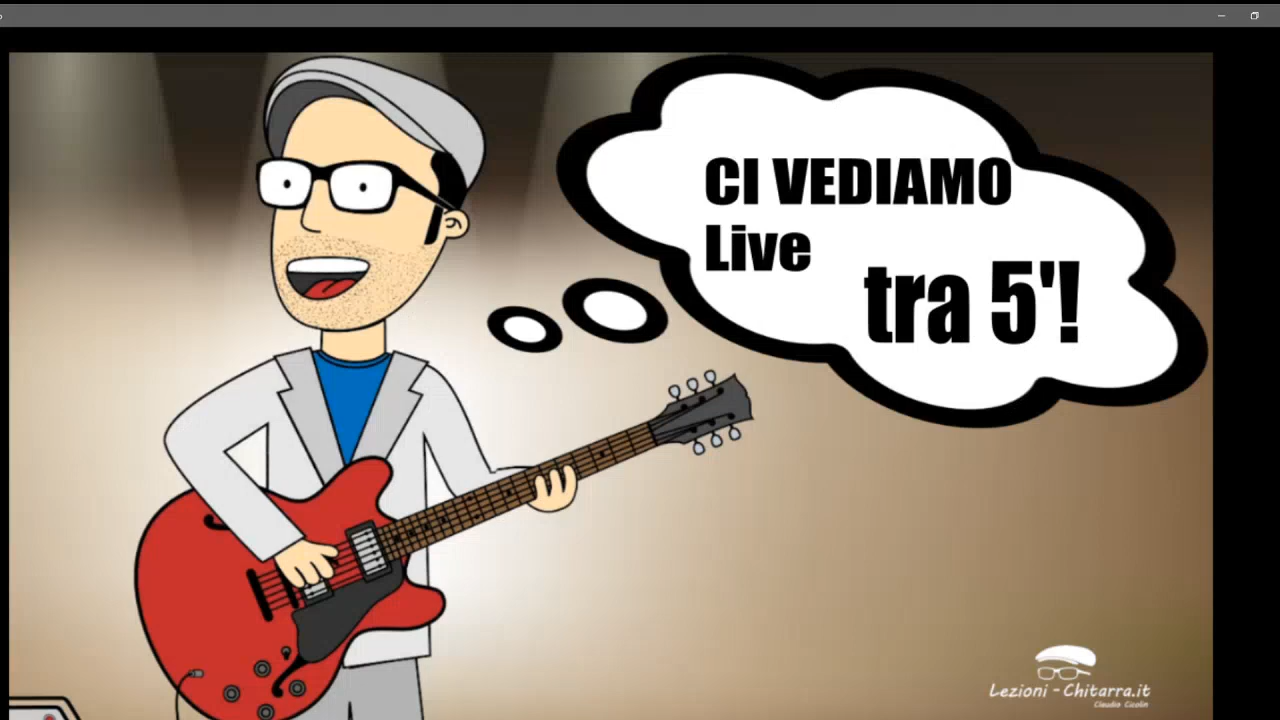 CI VEDIAMO
Live
tra 5'!
Lezioni - Chitarra.it
Claudio Cicolin